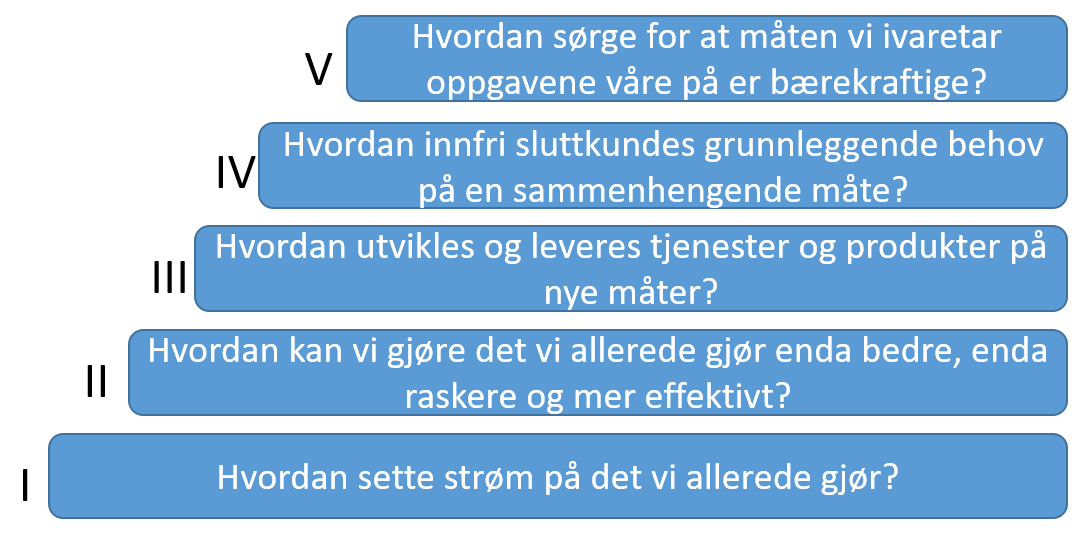 V
Hvordan sørge for at måten vi ivaretar
oppgavene våre på er bærekraftige?
IV
Hvordan innfri sluttkundes grunnleggende behov
på en sammenhengende måte?
III
Hvordan utvikles og leveres tjenester og produkter på
nye måter?
II
Hvordan kan vi gjøre det vi allerede gjør enda bedre, enda
raskere og mer effektivt?
I
Hvordan sette strøm på det vi allerede gjør?